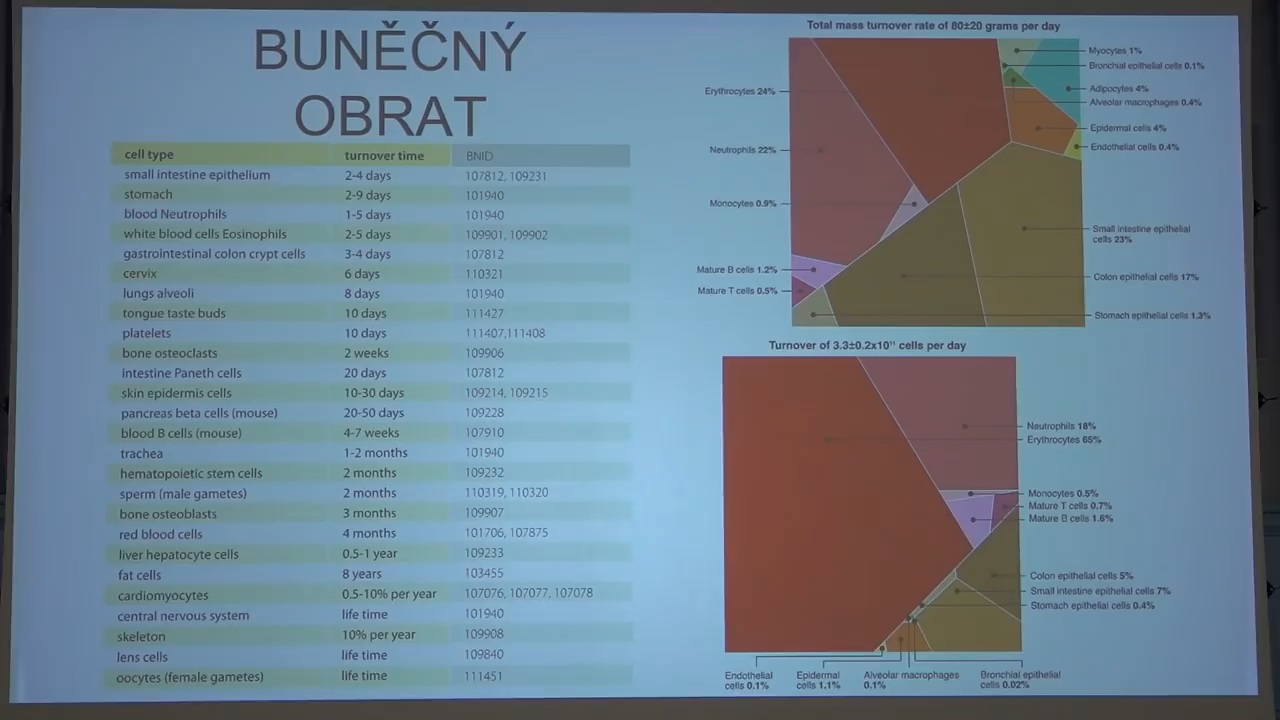 BUNĚČNÝ
OBRAT
cell type turnover time BNID
small intestine epithelium 2-4 days 107812, 109231
stomach 2-9 days 101940
blood Neutrophils 1-5 days 101940
white blood cells Eosinophils 2-5 days 109901, 109902
gastrointestinal colon crypt cells 3-4 days 107812
cervix 6 days 110321
lungs alveoli 8 days 101940
tongue taste buds 10 days 111427
platelets 10 days 111407,111408
bone osteoclasts 2 weeks 109906
intestine Paneth cells 20 days 107812
skin epidermis cells 10-30 days 109214, 109215
pancreas beta cells (mouse) 20-50 days 109228
blood B cells (mouse) 4-7 weeks 107910
trachea 1-2 months 101940
hematopoietic stem cells 2 months 109232
sperm (male gametes) 2 months 110319, 110320
bone osteoblasts 3 months 109907
red blood cells 4 months 101706, 107875
liver hepatocyte cells 0.5-1 year 109233
fat cells 8 years 103455
cardiomyocytes 0.5-10% per year 107076, 107077, 107078
central nervous system life time 101940
skeleton 10% per year 109908
lens cells life time 109840
oocytes (female gametes) life time 111451
Total mass turnover rate of 80±20 grams per day
Erythrocytes 24%
Neutrophils 22%
Monocytes 0.9%
Mature B cells 1.2%
Mature T cells 0.5%
Myocytes 1%
Bronchial epithelial cells 0.1%
Adipocytes 4%
Alveolar macrophages 0.4%
Epidermal cells 4%
Endothelial cells 0.4%
Small intestine epithelial
cells 23%
Colon epithelial cells 17%
Stomach epithelial cells 1.3%
Turnover of 3.3±0.2x10¹¹ cells per day
Neutrophils 18%
Erythrocytes 65%
Monocytes 0.5%
Mature T cells 0.7%
Mature B cells 1.6%
Colon epithelial cells 5%
Small intestine epithelial cells 7%
Stomach epithelial cells 0.4%
Endothelial
cells 0.1%
Epidermal
cells 1.1%
Alveolar macrophages
0.1%
Bronchial epithelial
cells 0.02%